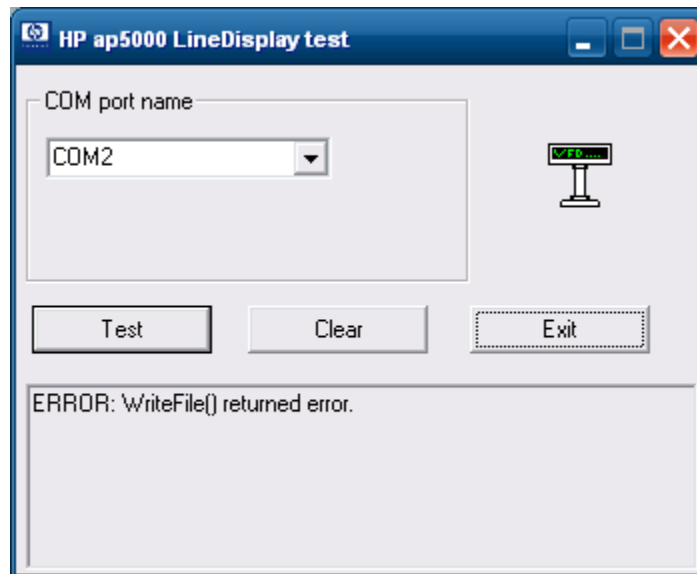 HP ap5000 LineDisplay test
COM port name
COM2
VFD....
Test
Clear
Exit
ERROR: WriteFile() returned error.